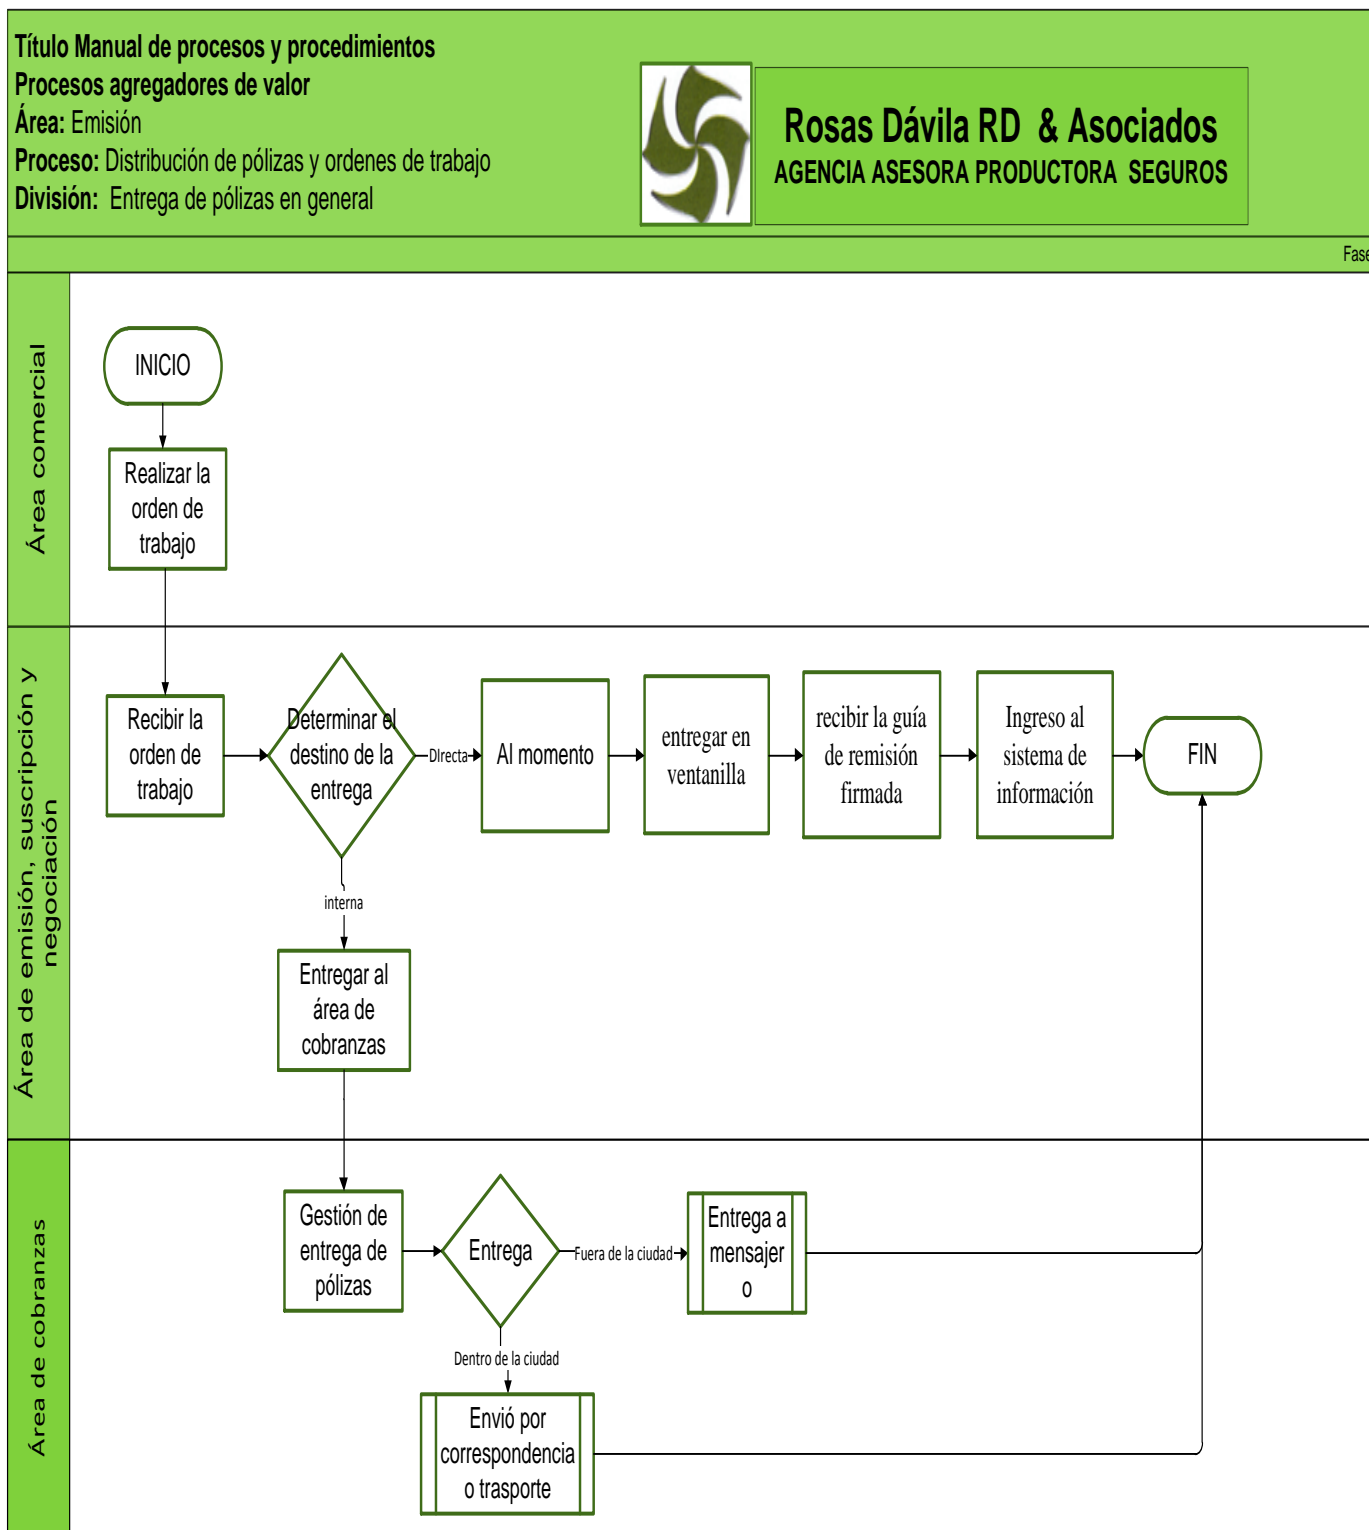 Título Manual de procesos y procedimientos
Procesos agregadores de valor
Área: Emisión
Proceso: Distribución de pólizas y ordenes de trabajo
División: Entrega de pólizas en general
Rosas Dávila RD & Asociados
AGENCIA ASESORA PRODUCTORA SEGUROS
Fase
Área comercial
INICIO
Realizar la
orden de
trabajo
Área de emisión, suscripción y
negociación
Recibir la
orden de
trabajo
Determinar el
destino de la
entrega
DIrecta
Al momento
entregar en
ventanilla
recibir la guía
de remisión
firmada
Ingreso al
sistema de
información
FIN
interna
Entregar al
área de
cobranzas
Área de cobranzas
Gestión de
entrega de
pólizas
Entrega
Fuera de la ciudad
Entrega a
mensajer
o
Dentro de la ciudad
Envió por
correspondencia
o trasporte